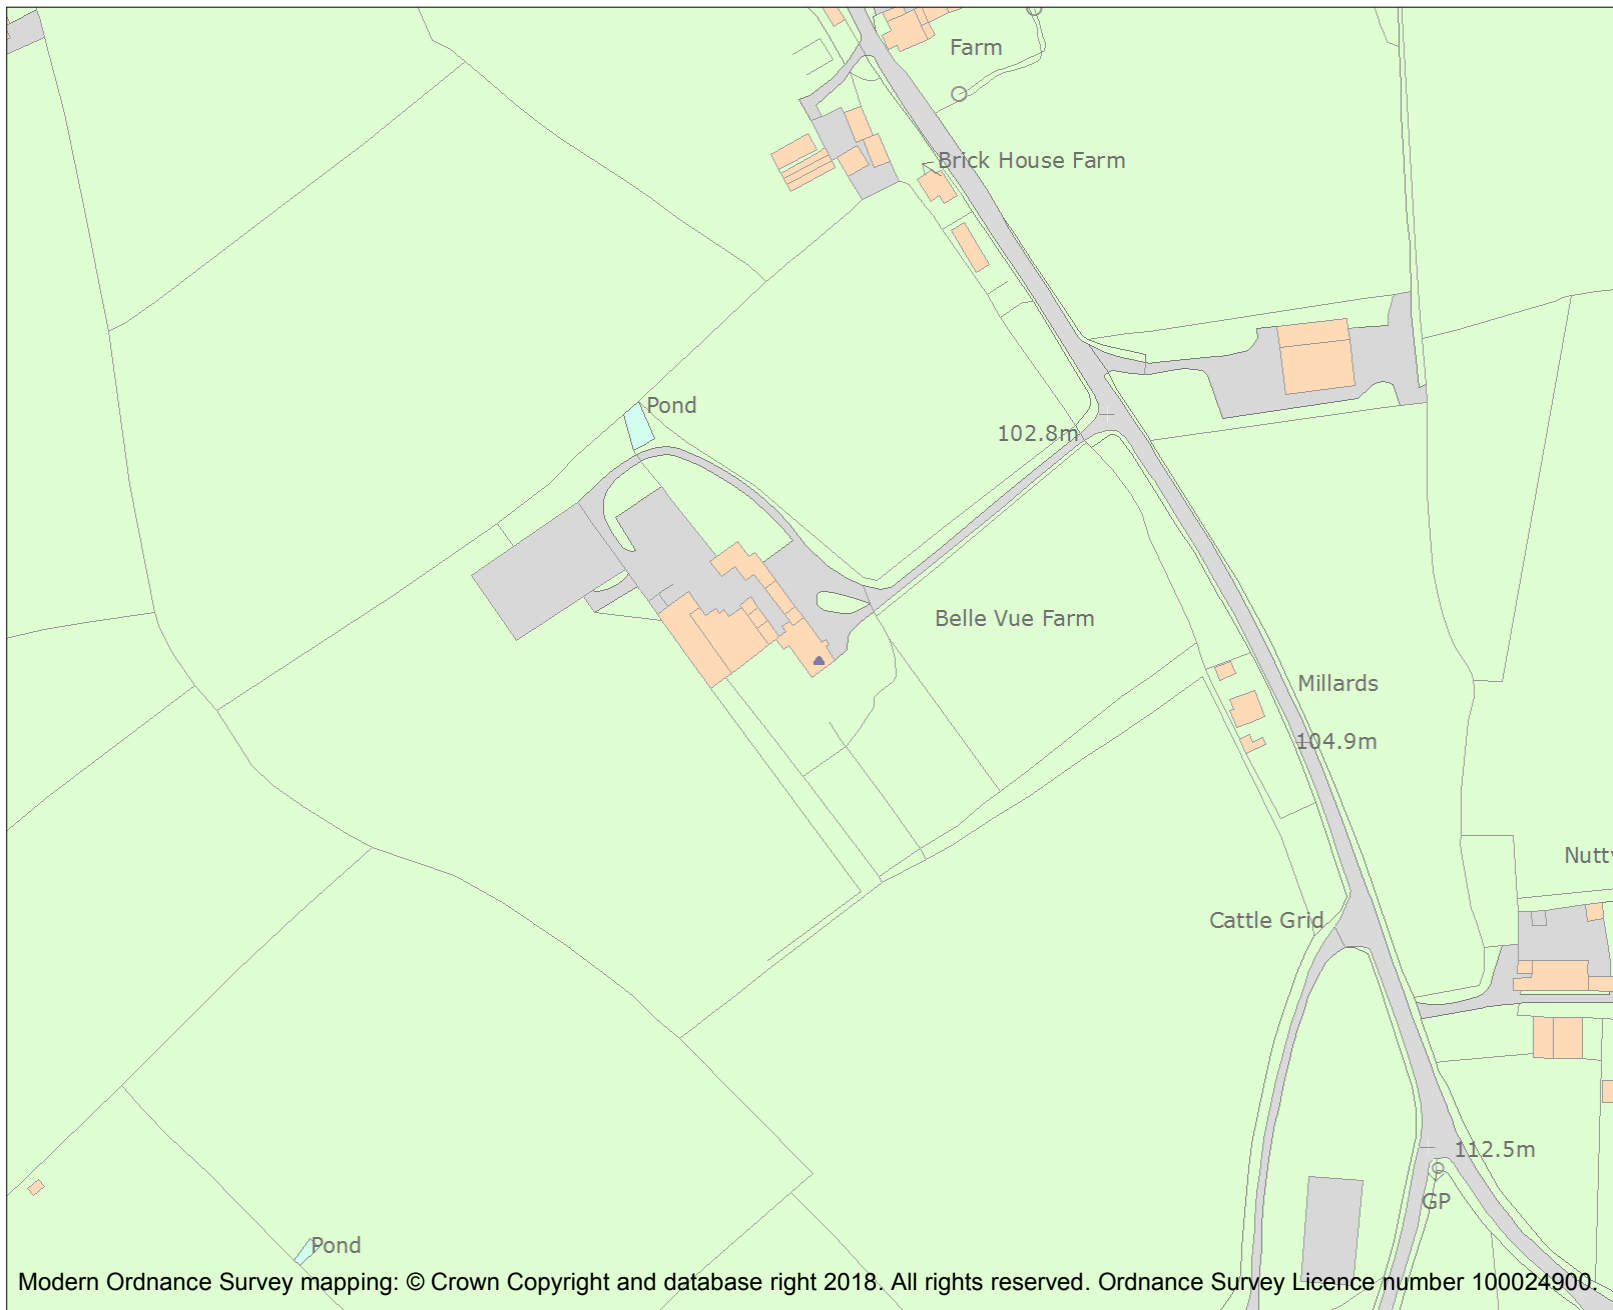 Farm
Brick House Farm
Pond
102.8m
Belle Vue Farm
Millards
104.9m
Nutty
Cattle Grid
112.5m
GP
Pond
Modern Ordnance Survey mapping: © Crown Copyright and database right 2018. All rights reserved. Ordnance Survey Licence number 100024900.